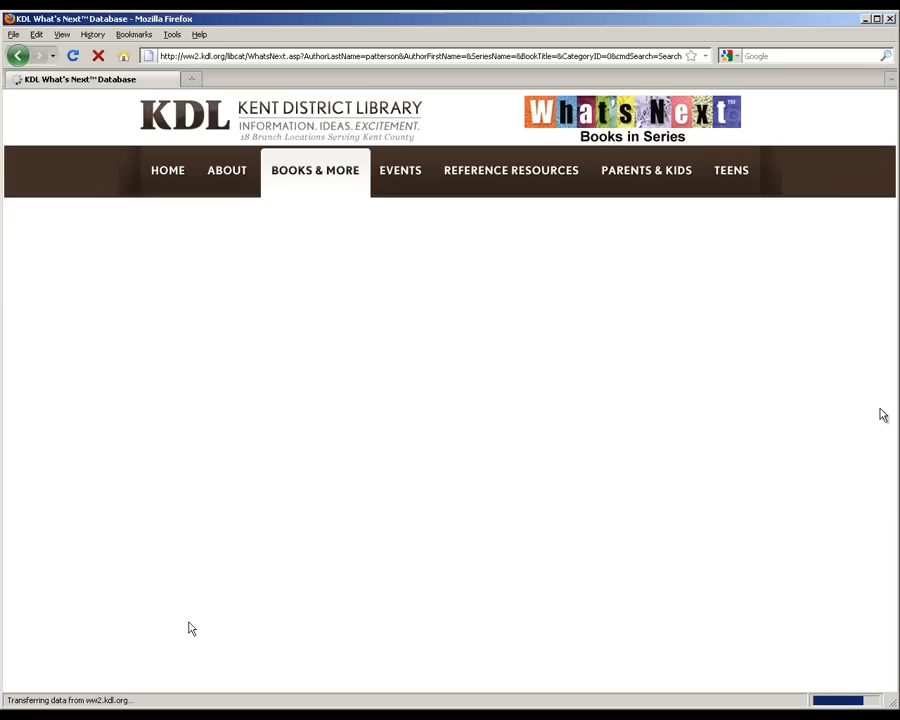 KDL What's Next™ Database - Mozilla Firefox
File Edit View History Bookmarks Tools Help
http://ww2.kdl.org/libcat/WhatsNext.asp?AuthorLastName=patterson&AuthorFirstName=&SeriesName=&BookTitle=&CategoryID=0&cmdSearch=Search
Google
KDL What's Next™ Database
KDL KENT DISTRICT LIBRARY
INFORMATION. IDEAS. EXCITEMENT.
18 Branch Locations Serving Kent County
What's Next™
Books in Series
HOME ABOUT BOOKS & MORE EVENTS REFERENCE RESOURCES PARENTS & KIDS TEENS
Transferring data from ww2.kdl.org...